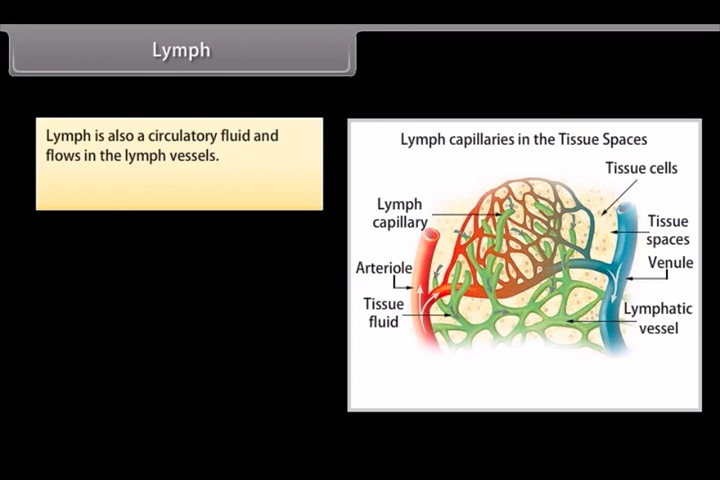 Lymph
Lymph is also a circulatory fluid and
flows in the lymph vessels.
Lymph capillaries in the Tissue Spaces
Tissue cells
Lymph
capillary
Tissue
spaces
Arteriole
Venule
Tissue
fluid
Lymphatic
vessel